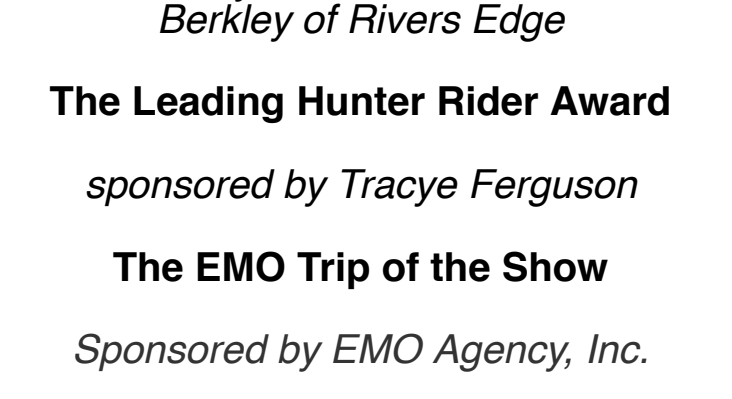 Berkley of Rivers Edge
The Leading Hunter Rider Award
sponsored by Tracye Ferguson
The EMO Trip of the Show
Sponsored by EMO Agency, Inc.